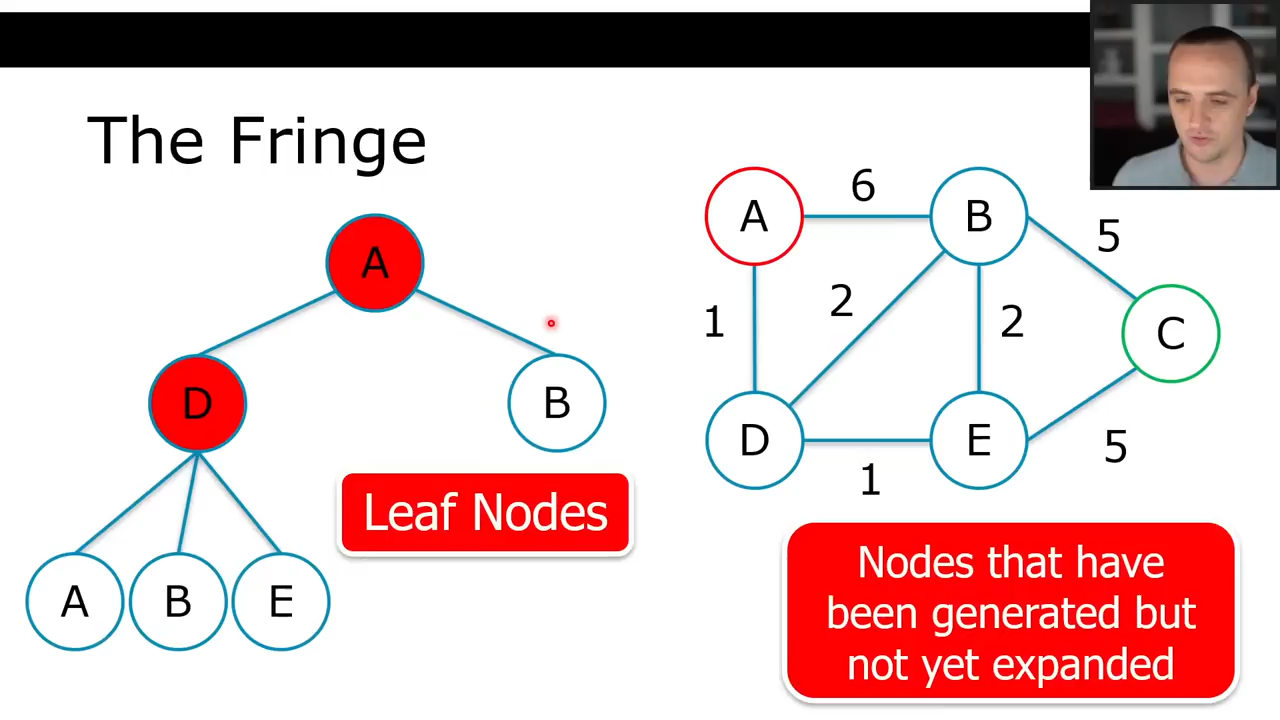 The Fringe
A
D
B
A
B
E
Leaf Nodes
A
6
B
5
1
2
2
C
D
1
E
5
Nodes that have
been generated but
not yet expanded